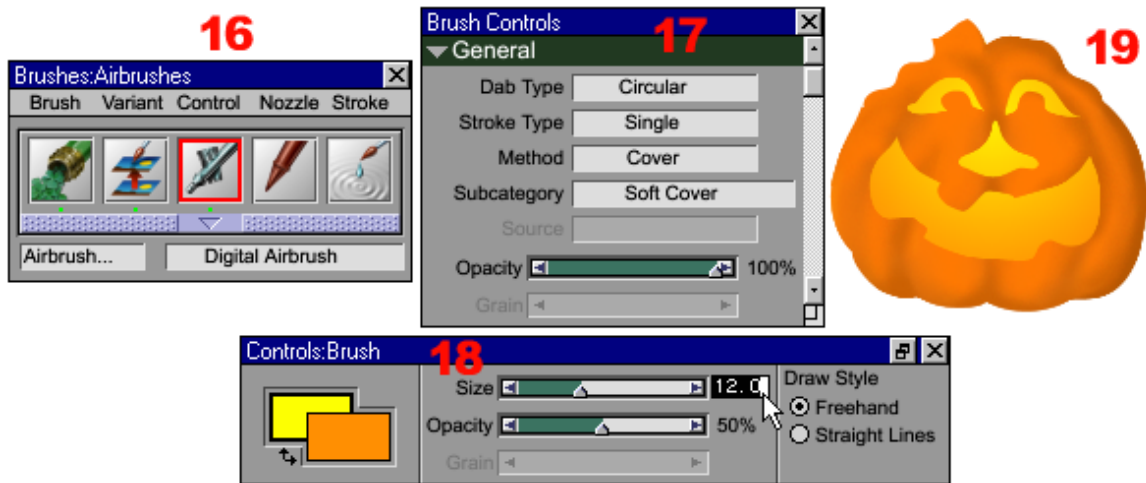 16
Brushes:Airbrushes
Brush Variant Control Nozzle Stroke
Airbrush... Digital Airbrush
Brush Controls
17
General
Dab Type Circular
Stroke Type Single
Method Cover
Subcategory Soft Cover
Source
Opacity 100%
Grain
19
Controls:Brush
18
Size 12.0
Opacity 50%
Grain
Draw Style
Freehand
Straight Lines